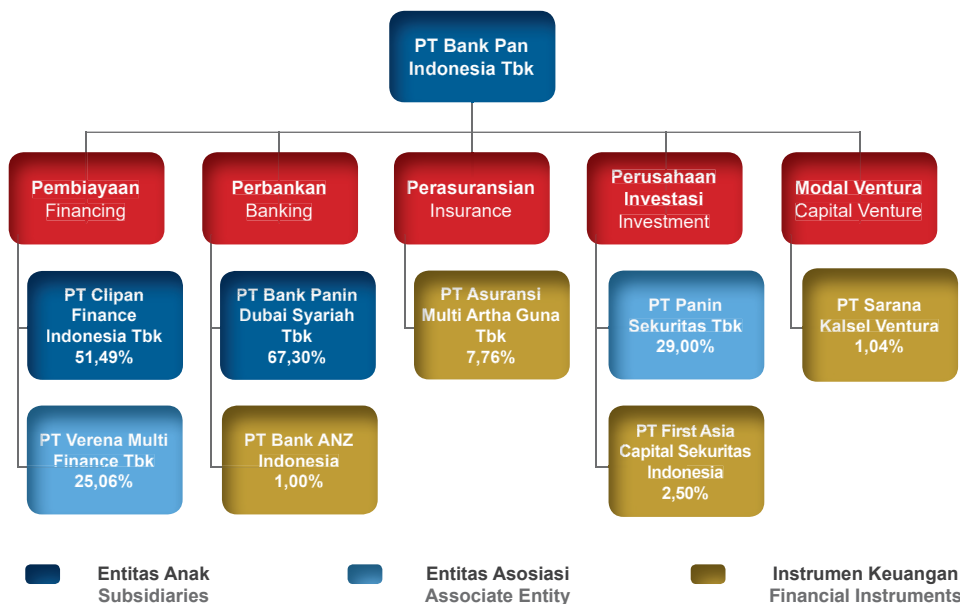 PT Bank Pan
Indonesia Tbk
Pembiayaan
Financing
Perbankan
Banking
Perasuransian
Insurance
Perusahaan
Investasi
Investment
Modal Ventura
Capital Venture
PT Clipan
Finance
Indonesia Tbk
51,49%
PT Bank Panin
Dubai Syariah
Tbk
67,30%
PT Asuransi
Multi Artha Guna
Tbk
7,76%
PT Panin
Sekuritas Tbk
29,00%
PT Sarana
Kalsel Ventura
1,04%
PT Verena Multi
Finance Tbk
25,06%
PT Bank ANZ
Indonesia
1,00%
PT First Asia
Capital Sekuritas
Indonesia
2,50%
Entitas Anak
Subsidiaries
Entitas Asosiasi
Associate Entity
Instrumen Keuangan
Financial Instruments